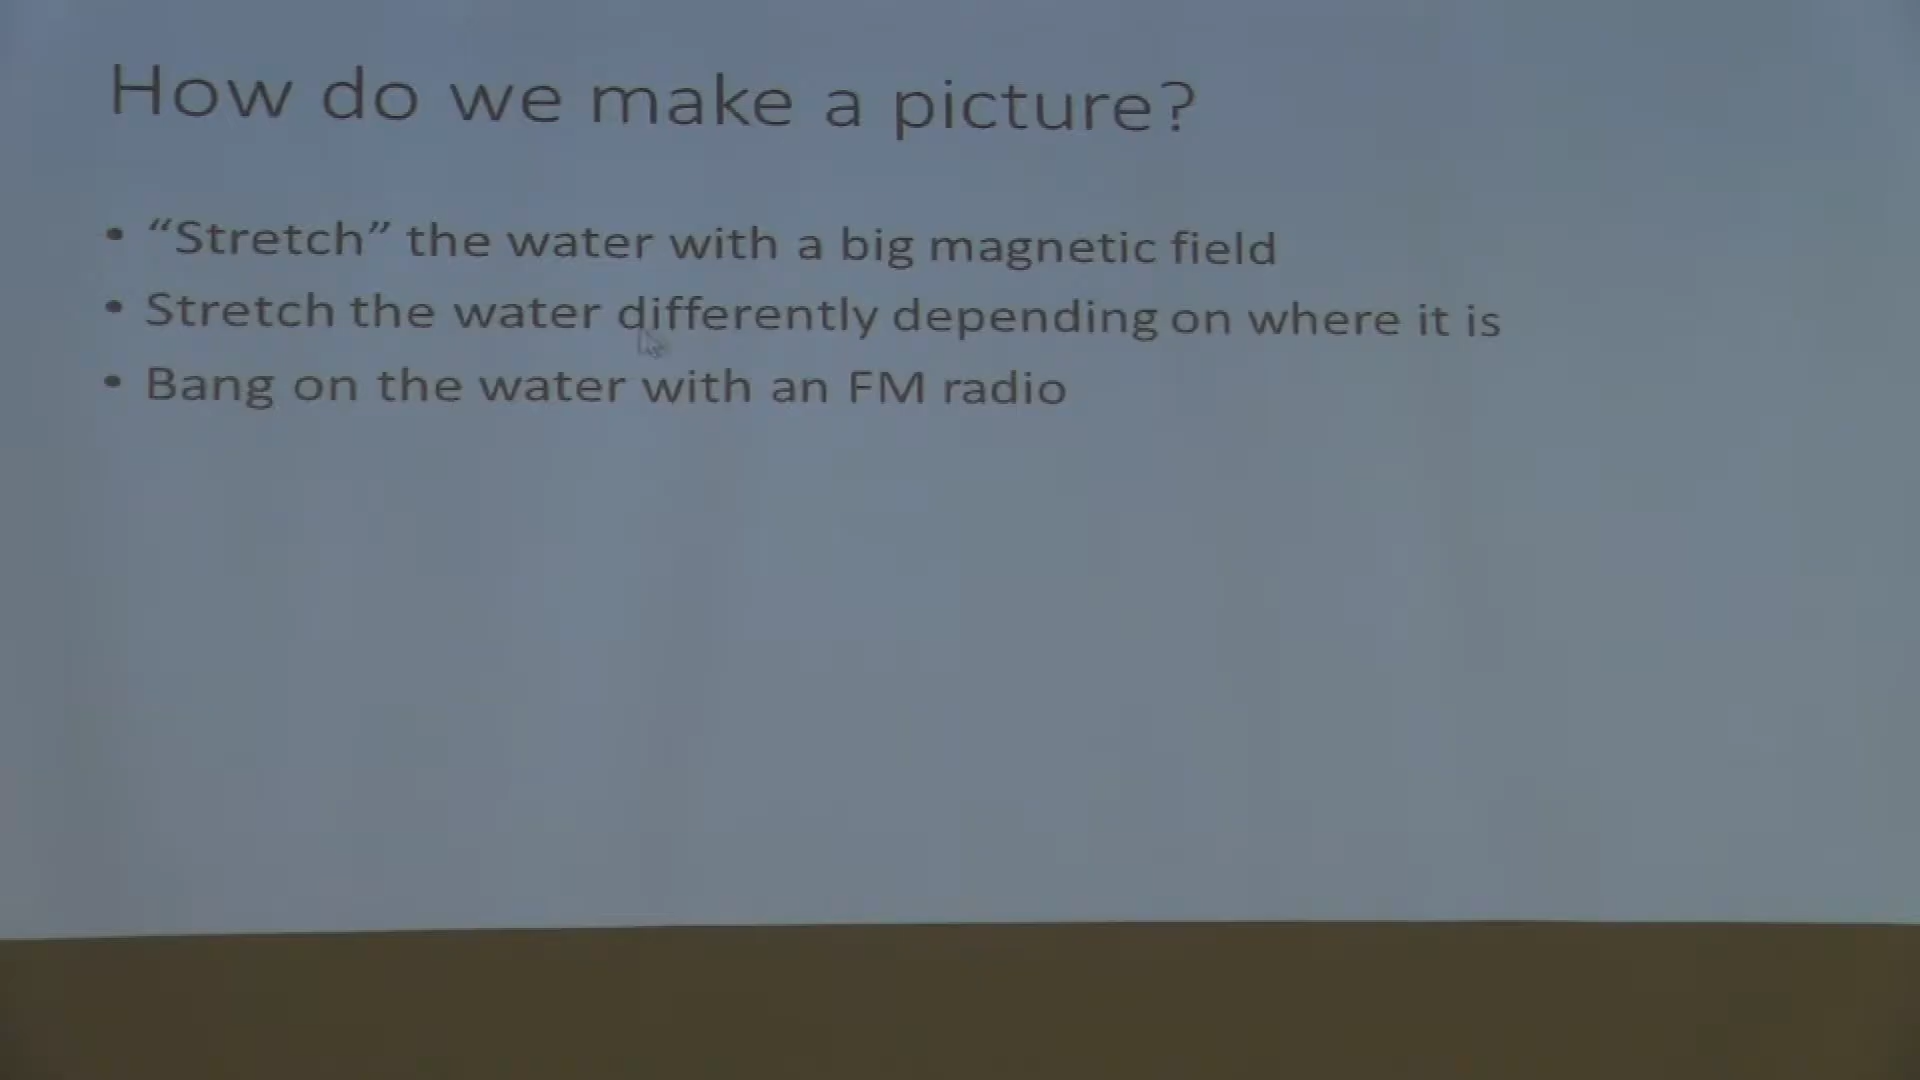 How do we make a picture?
• “Stretch” the water with a big magnetic field
• Stretch the water differently depending on where it is
• Bang on the water with an FM radio